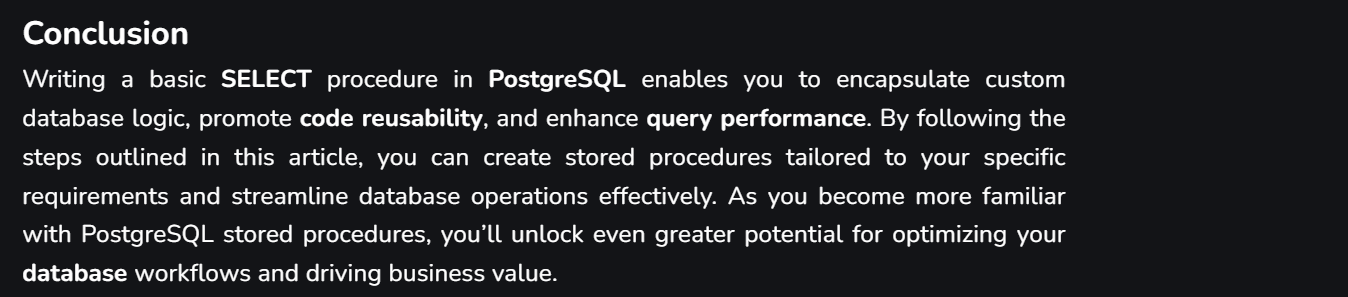 Conclusion
Writing a basic SELECT procedure in PostgreSQL enables you to encapsulate custom
database logic, promote code reusability, and enhance query performance. By following the
steps outlined in this article, you can create stored procedures tailored to your specific
requirements and streamline database operations effectively. As you become more familiar
with PostgreSQL stored procedures, you’ll unlock even greater potential for optimizing your
database workflows and driving business value.